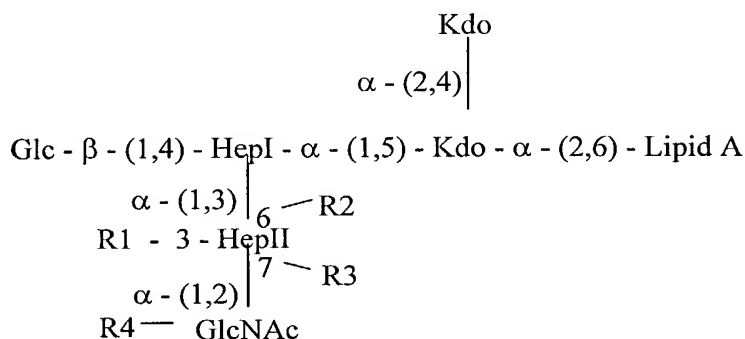 Kdo
α - (2,4)
Glc - β - (1,4) - HepI - α - (1,5) - Kdo - α - (2,6) - Lipid A
α - (1,3)
6 R2
R1 - 3 - HepII
7 R3
α - (1,2)
R4 GlcNAc